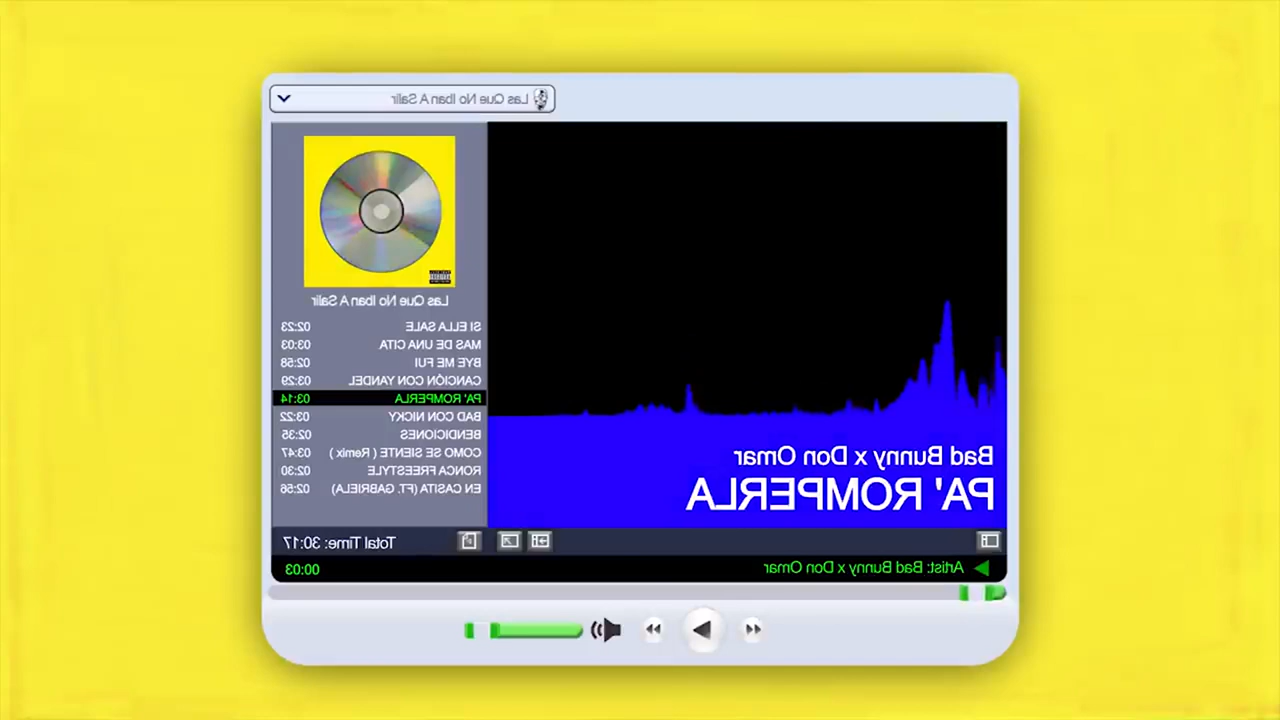 Las Que No Iban A Salir
Las Que No Iban A Salir
SI ELLA SALE 02:23
MAS DE UNA CITA 03:03
BYE ME FUI 02:58
CANCIÓN CON YANDEL 03:29
PA' ROMPERLA 03:14
BAD CON NICKY 03:22
BENDICIONES 02:35
COMO SE SIENTE ( Remix ) 03:47
RONCA FREESTYLE 02:30
EN CASITA (FT. GABRIELA) 02:56
Bad Bunny x Don Omar
PA' ROMPERLA
Total Time: 30:17
Artist: Bad Bunny x Don Omar 00:03